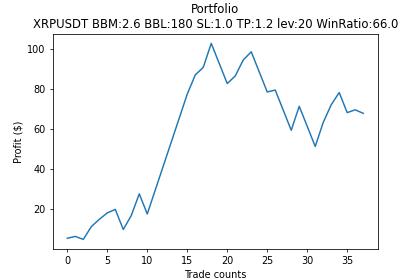 Portfolio
XRPUSDT BBM:2.6 BBL:180 SL:1.0 TP:1.2 lev:20 WinRatio:66.0
100
80
60
40
20
Profit ($)
0 5 10 15 20 25 30 35
Trade counts